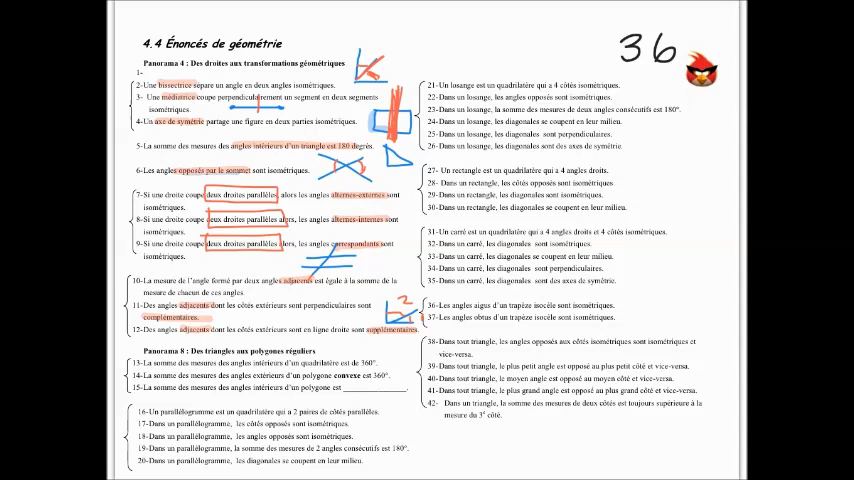 4.4 Énoncés de géométrie
Panorama 4 : Des droites aux transformations géométriques
1-
2-Une bissectrice sépare un angle en deux angles isométriques.
3- Une médiatrice coupe perpendiculairement un segment en deux segments
isométriques.
4-Un axe de symétrie partage une figure en deux parties isométriques.
5-La somme des mesures des angles intérieurs d'un triangle est 180 degrés.
6-Les angles opposés par le sommet sont isométriques.
7-Si une droite coupe deux droites parallèles, alors les angles alternes-externes sont
isométriques.
8-Si une droite coupe deux droites parallèles alors, les angles alternes-internes sont
isométriques.
9-Si une droite coupe deux droites parallèles alors, les angles correspondants sont
isométriques.
10-La mesure de l'angle formé par deux angles adjacents est égale à la somme de la
mesure de chacun de ces angles.
11-Des angles adjacents dont les côtés extérieurs sont perpendiculaires sont
complémentaires.
12-Des angles adjacents dont les côtés extérieurs sont en ligne droite sont supplémentaires.
2
1
Panorama 8 : Des triangles aux polygones réguliers
13-La somme des mesures des angles intérieurs d'un quadrilatère est de 360°.
14-La somme des mesures des angles extérieurs d'un polygone convexe est 360°.
15-La somme des mesures des angles intérieurs d'un polygone est _______________.
16-Un parallélogramme est un quadrilatère qui a 2 paires de côtés parallèles.
17-Dans un parallélogramme, les côtés opposés sont isométriques.
18-Dans un parallélogramme, les angles opposés sont isométriques.
19-Dans un parallélogramme, la somme des mesures de 2 angles consécutifs est 180°.
20-Dans un parallélogramme, les diagonales se coupent en leur milieu.
36
21-Un losange est un quadrilatère qui a 4 côtés isométriques.
22-Dans un losange, les angles opposés sont isométriques.
23-Dans un losange, la somme des mesures de deux angles consécutifs est 180°.
24-Dans un losange, les diagonales se coupent en leur milieu.
25-Dans un losange, les diagonales sont perpendiculaires.
26-Dans un losange, les diagonales sont des axes de symétrie.
27- Un rectangle est un quadrilatère qui a 4 angles droits.
28- Dans un rectangle, les côtés opposés sont isométriques
29-Dans un rectangle, les diagonales sont isométriques.
30-Dans un rectangle, les diagonales se coupent en leur milieu.
31-Un carré est un quadrilatère qui a 4 angles droits et 4 côtés isométriques.
32-Dans un carré, les diagonales sont isométriques.
33-Dans un carré, les diagonales se coupent en leur milieu.
34-Dans un carré, les diagonales sont perpendiculaires.
35-Dans un carré, les diagonales sont des axes de symétrie.
36-Les angles aigus d'un trapèze isocèle sont isométriques.
37-Les angles obtus d'un trapèze isocèle sont isométriques.
38-Dans tout triangle, les angles opposés aux côtés isométriques sont isométriques et
vice-versa.
39-Dans tout triangle, le plus petit angle est opposé au plus petit côté et vice-versa.
40-Dans tout triangle, le moyen angle est opposé au moyen côté et vice-versa.
41-Dans tout triangle, le plus grand angle est opposé au plus grand côté et vice-versa.
42- Dans un triangle, la somme des mesures de deux côtés est toujours supérieure à la
mesure du 3e côté.